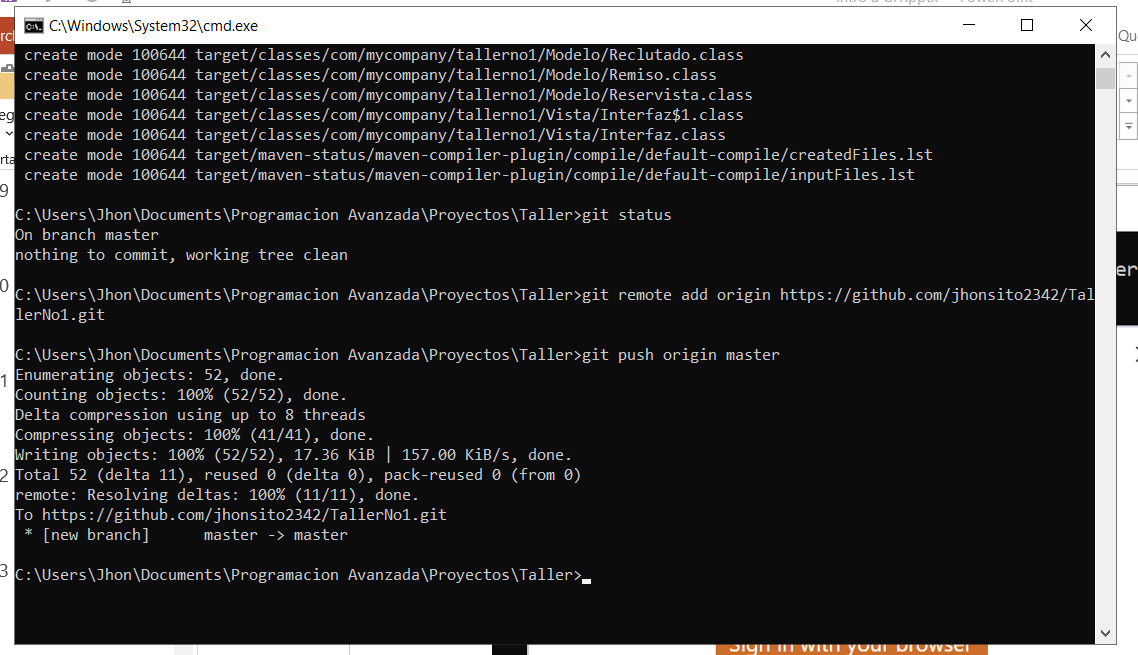 C:\Windows\System32\cmd.exe
create mode 100644 target/classes/com/mycompany/tallerno1/Modelo/Reclutado.class
create mode 100644 target/classes/com/mycompany/tallerno1/Modelo/Remiso.class
create mode 100644 target/classes/com/mycompany/tallerno1/Modelo/Reservista.class
create mode 100644 target/classes/com/mycompany/tallerno1/Vista/Interfaz$1.class
create mode 100644 target/classes/com/mycompany/tallerno1/Vista/Interfaz.class
create mode 100644 target/maven-status/maven-compiler-plugin/compile/default-compile/createdFiles.lst
create mode 100644 target/maven-status/maven-compiler-plugin/compile/default-compile/inputFiles.lst
C:\Users\Jhon\Documents\Programacion Avanzada\Proyectos\Taller>git status
On branch master
nothing to commit, working tree clean
C:\Users\Jhon\Documents\Programacion Avanzada\Proyectos\Taller>git remote add origin https://github.com/jhonsito2342/Tal
lerNo1.git
C:\Users\Jhon\Documents\Programacion Avanzada\Proyectos\Taller>git push origin master
Enumerating objects: 52, done.
Counting objects: 100% (52/52), done.
Delta compression using up to 8 threads
Compressing objects: 100% (41/41), done.
Writing objects: 100% (52/52), 17.36 KiB | 157.00 KiB/s, done.
Total 52 (delta 11), reused 0 (delta 0), pack-reused 0 (from 0)
remote: Resolving deltas: 100% (11/11), done.
To https://github.com/jhonsito2342/TallerNo1.git
* [new branch]      master -> master
C:\Users\Jhon\Documents\Programacion Avanzada\Proyectos\Taller>
Sign in with your browser